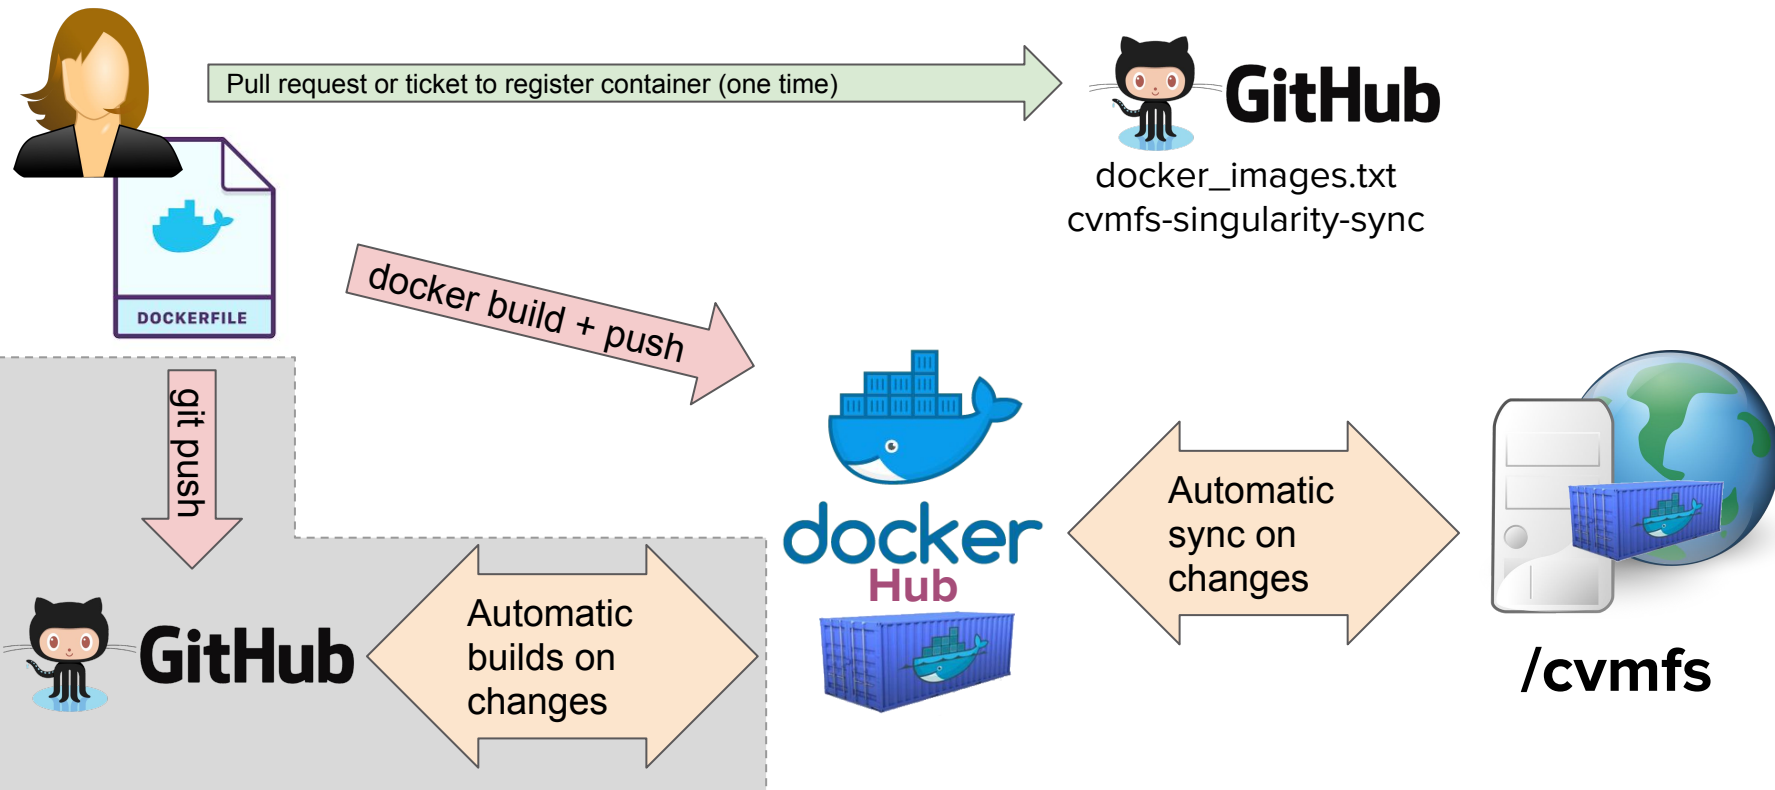 Pull request or ticket to register container (one time)
GitHub
docker_images.txt
cvmfs-singularity-sync
DOCKERFILE
docker build + push
git push
docker
Hub
Automatic
sync on
changes
GitHub
Automatic
builds on
changes
/cvmfs